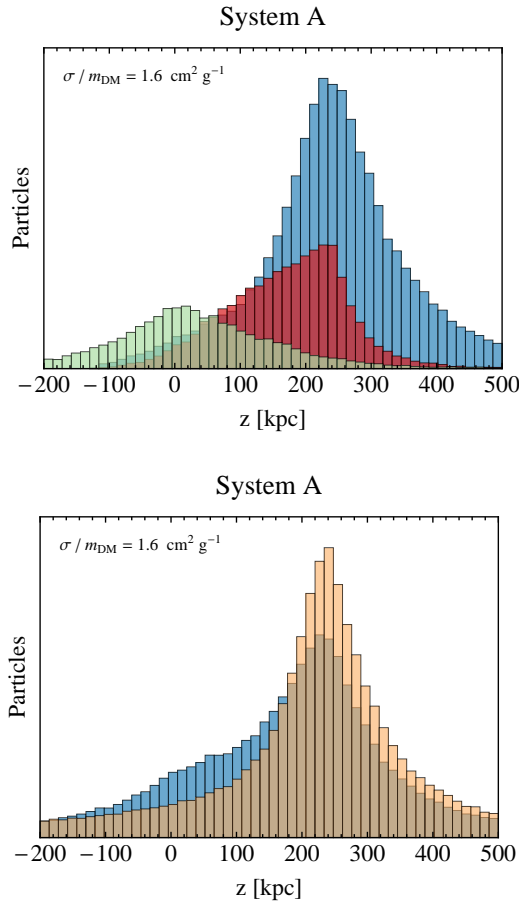 System A
σ / m_DM = 1.6 cm² g⁻¹
Particles
−200 −100 0 100 200 300 400 500
z [kpc]
System A
σ / m_DM = 1.6 cm² g⁻¹
Particles
−200 −100 0 100 200 300 400 500
z [kpc]